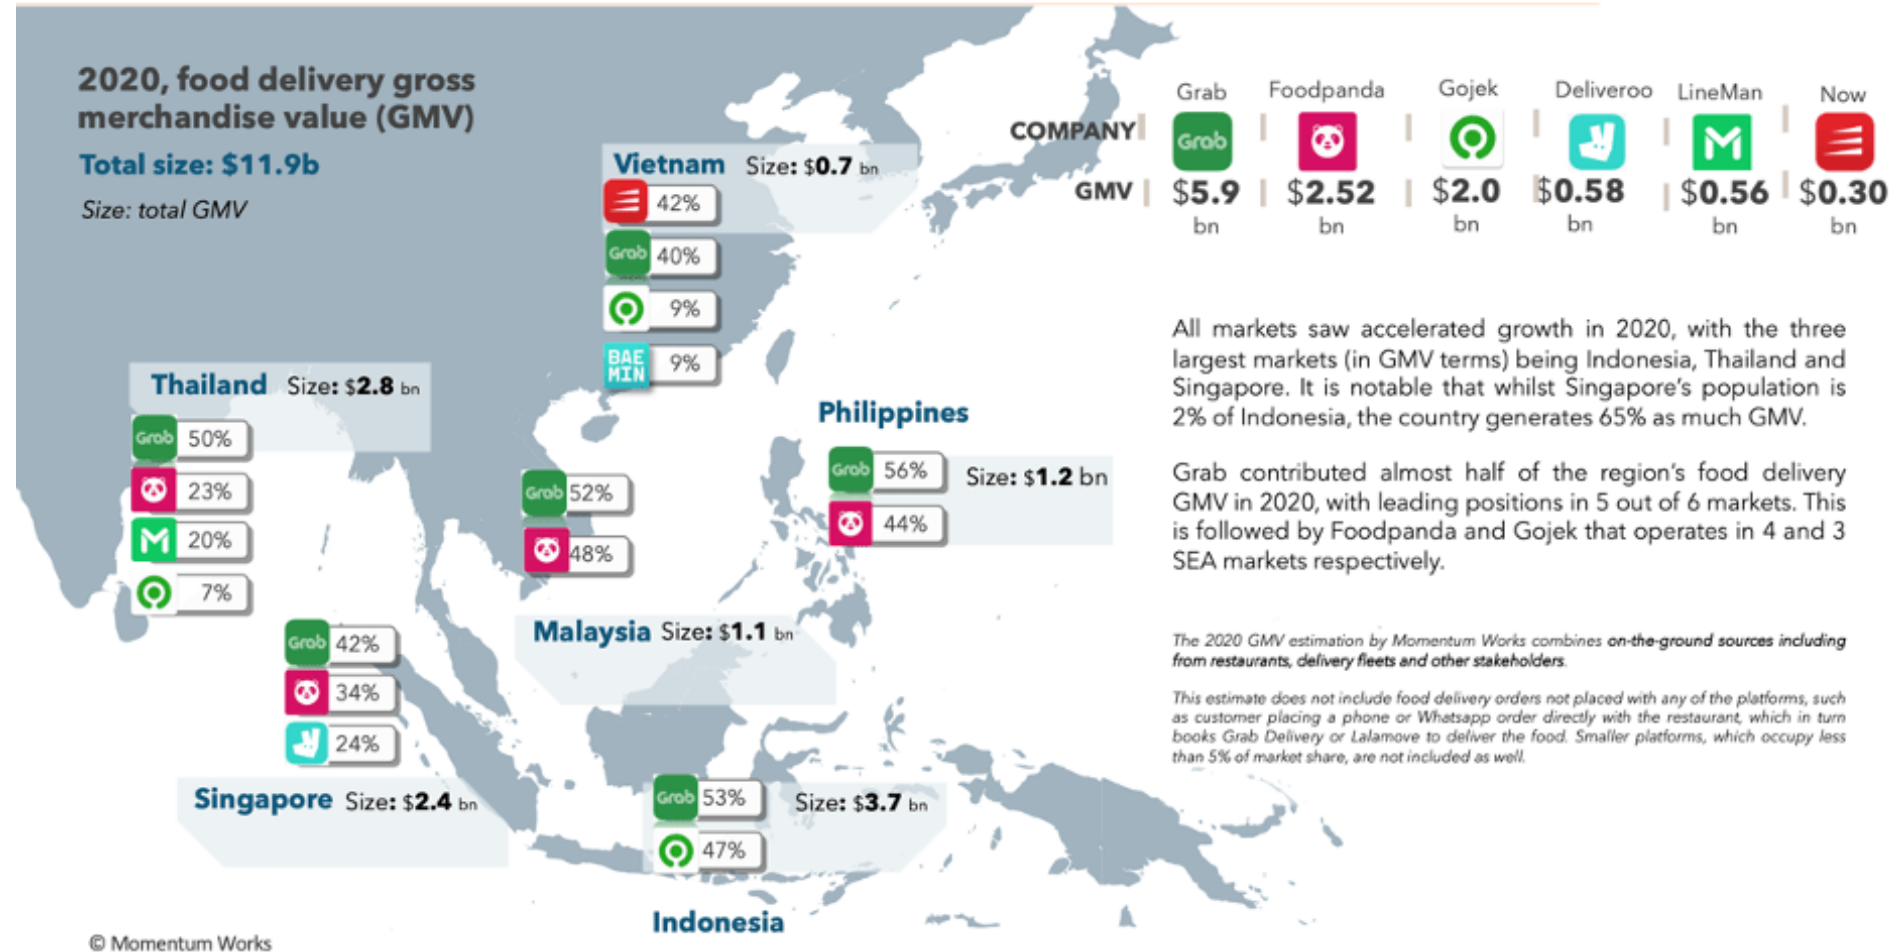 2020, food delivery gross
merchandise value (GMV)
Total size: $11.9b
Size: total GMV
COMPANY
Grab
Foodpanda
Gojek
Deliveroo
LineMan
Now
Grab
GMV
$5.9 bn
$2.52 bn
$2.0 bn
$0.58 bn
$0.56 bn
$0.30 bn
Vietnam Size: $0.7 bn
42%
Grab 40%
9%
BAE MIN 9%
Thailand Size: $2.8 bn
Grab 50%
23%
20%
7%
Philippines
Grab 56%
44%
Size: $1.2 bn
Grab 52%
48%
Malaysia Size: $1.1 bn
Grab 42%
34%
24%
Singapore Size: $2.4 bn
Grab 53%
47%
Size: $3.7 bn
Indonesia
All markets saw accelerated growth in 2020, with the three
largest markets (in GMV terms) being Indonesia, Thailand and
Singapore. It is notable that whilst Singapore's population is
2% of Indonesia, the country generates 65% as much GMV.
Grab contributed almost half of the region's food delivery
GMV in 2020, with leading positions in 5 out of 6 markets. This
is followed by Foodpanda and Gojek that operates in 4 and 3
SEA markets respectively.
The 2020 GMV estimation by Momentum Works combines on-the-ground sources including
from restaurants, delivery fleets and other stakeholders.
This estimate does not include food delivery orders not placed with any of the platforms, such
as customer placing a phone or Whatsapp order directly with the restaurant, which in turn
books Grab Delivery or Lalamove to deliver the food. Smaller platforms, which occupy less
than 5% of market share, are not included as well.
© Momentum Works